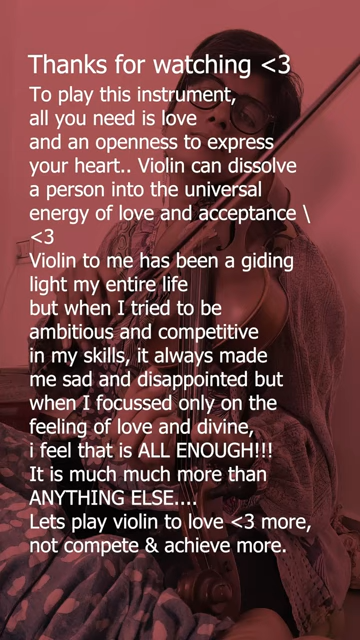 Thanks for watching <3
To play this instrument,
all you need is love
and an openness to express
your heart.. Violin can dissolve
a person into the universal
energy of love and acceptance \
<3
Violin to me has been a giding
light my entire life
but when I tried to be
ambitious and competitive
in my skills, it always made
me sad and disappointed but
when I focussed only on the
feeling of love and divine,
i feel that is ALL ENOUGH!!!
It is much much more than
ANYTHING ELSE....
Lets play violin to love <3 more,
not compete & achieve more.